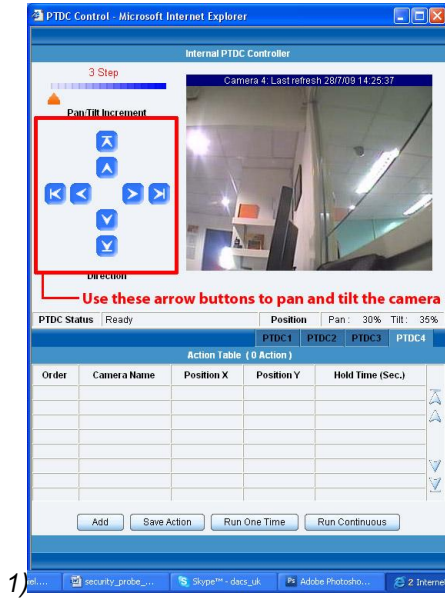 PTDC Control - Microsoft Internet Explorer
Internal PTDC Controller
3 Step
Camera 4: Last refresh 28/7/09 14:25:37
Pan/Tilt Increment
Direction
Use these arrow buttons to pan and tilt the camera
PTDC Status Ready Position Pan : 30% Tilt : 35%
PTDC1 PTDC2 PTDC3 PTDC4
Action Table ( 0 Action )
Order Camera Name Position X Position Y Hold Time (Sec.)
Add Save Action Run One Time Run Continuous
1)
iel.... security_probe_... Skype™ - dacs_uk Adobe Photosho... 2 Interne